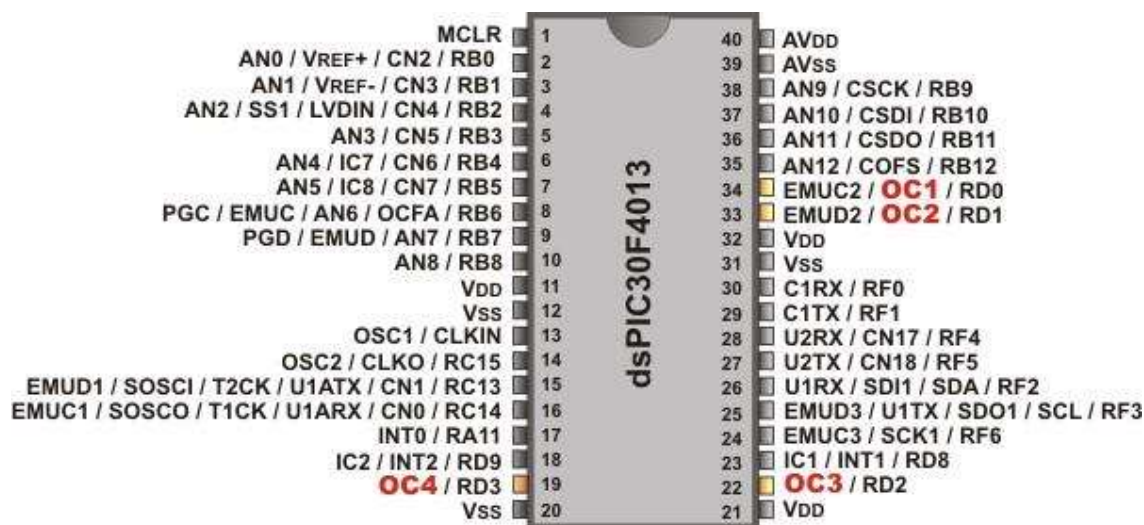 MCLR 1
AN0 / VREF+ / CN2 / RB0 2
AN1 / VREF- / CN3 / RB1 3
AN2 / SS1 / LVDIN / CN4 / RB2 4
AN3 / CN5 / RB3 5
AN4 / IC7 / CN6 / RB4 6
AN5 / IC8 / CN7 / RB5 7
PGC / EMUC / AN6 / OCFA / RB6 8
PGD / EMUD / AN7 / RB7 9
AN8 / RB8 10
VDD 11
VSS 12
OSC1 / CLKIN 13
OSC2 / CLKO / RC15 14
EMUD1 / SOSCI / T2CK / U1ATX / CN1 / RC13 15
EMUC1 / SOSCO / T1CK / U1ARX / CN0 / RC14 16
INT0 / RA11 17
IC2 / INT2 / RD9 18
OC4 / RD3 19
VSS 20
dsPIC30F4013
40 AVDD
39 AVSS
38 AN9 / CSCK / RB9
37 AN10 / CSDI / RB10
36 AN11 / CSDO / RB11
35 AN12 / COFS / RB12
34 EMUC2 / OC1 / RD0
33 EMUD2 / OC2 / RD1
32 VDD
31 VSS
30 C1RX / RF0
29 C1TX / RF1
28 U2RX / CN17 / RF4
27 U2TX / CN18 / RF5
26 U1RX / SDI1 / SDA / RF2
25 EMUD3 / U1TX / SDO1 / SCL / RF3
24 EMUC3 / SCK1 / RF6
23 IC1 / INT1 / RD8
22 OC3 / RD2
21 VDD